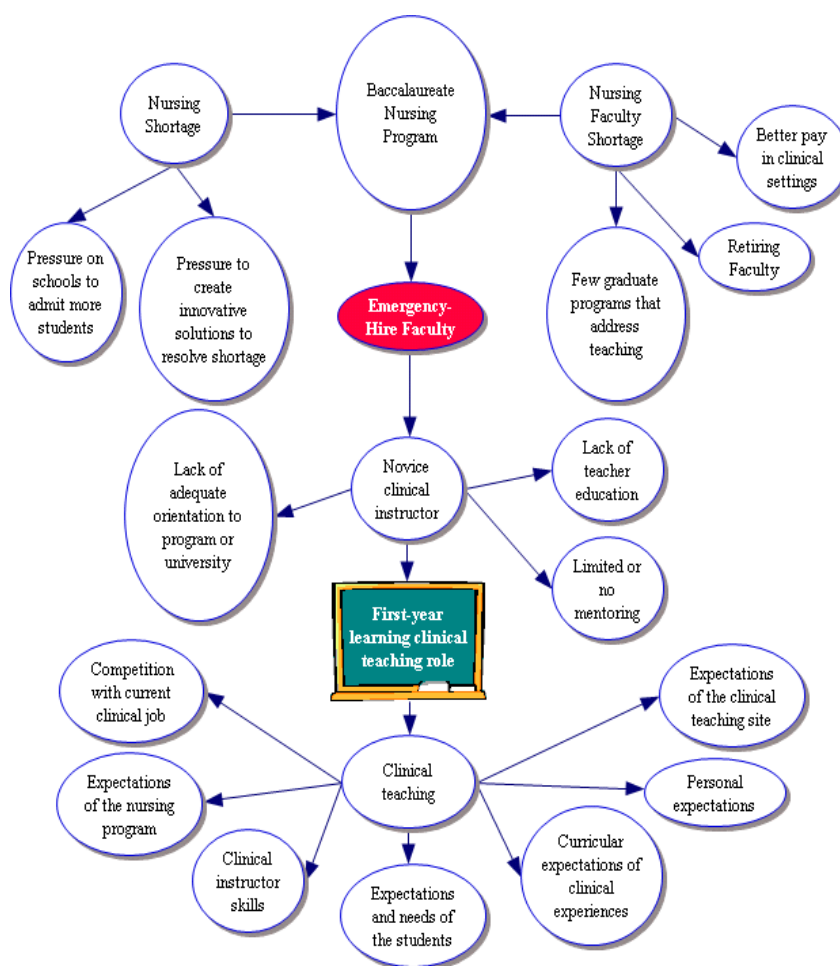 Nursing
Shortage
Baccalaureate
Nursing
Program
Nursing
Faculty
Shortage
Better pay
in clinical
settings
Pressure on
schools to
admit more
students
Pressure to
create
innovative
solutions to
resolve shortage
Retiring
Faculty
Few graduate
programs that
address
teaching
Emergency-
Hire Faculty
Lack of
adequate
orientation to
program or
university
Novice
clinical
instructor
Lack of
teacher
education
Limited or
no
mentoring
First-year
learning clinical
teaching role
Competition
with current
clinical job
Expectations
of the clinical
teaching site
Expectations
of the nursing
program
Clinical
teaching
Personal
expectations
Clinical
instructor
skills
Expectations
and needs of
the students
Curricular
expectations of
clinical
experiences